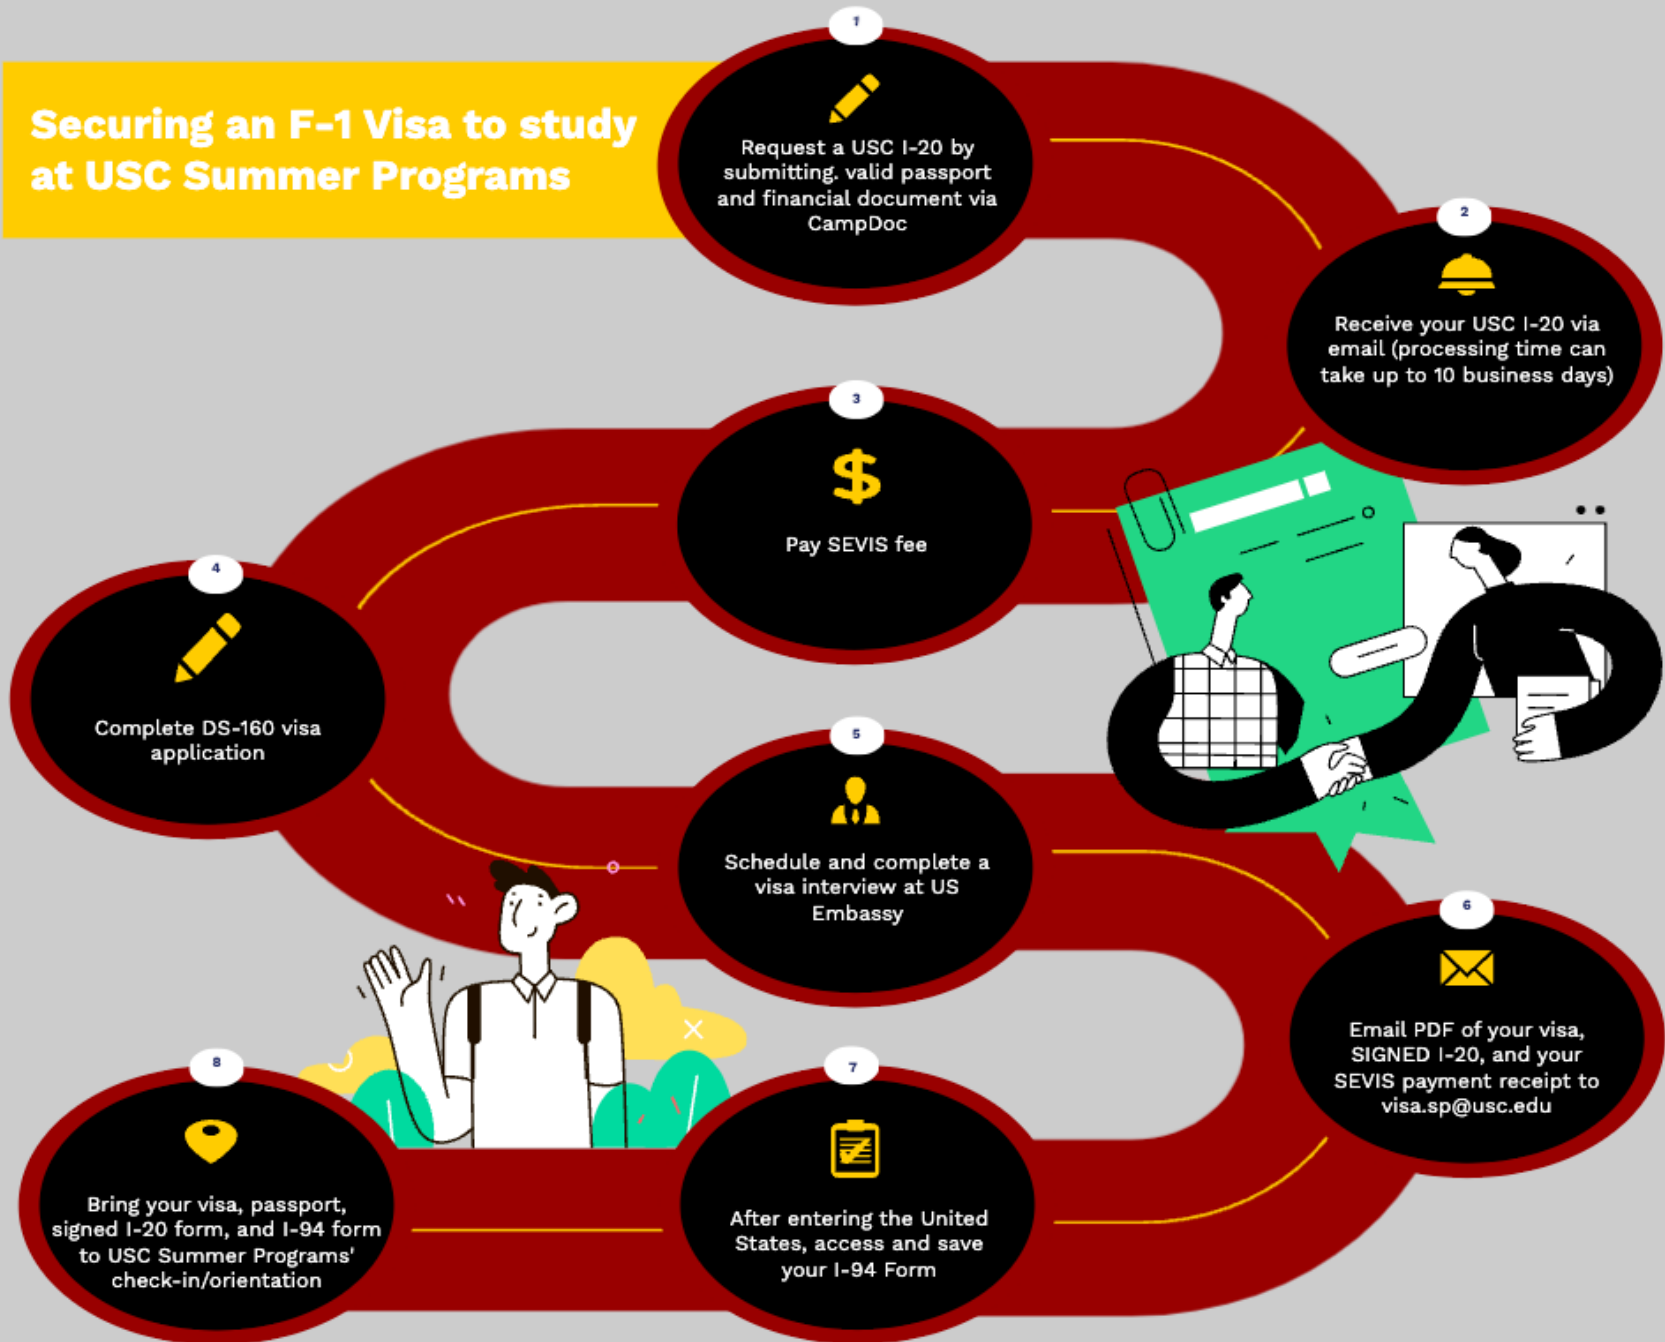 Securing an F-1 Visa to study
at USC Summer Programs
1
Request a USC I-20 by
submitting. valid passport
and financial document via
CampDoc
2
Receive your USC I-20 via
email (processing time can
take up to 10 business days)
3
Pay SEVIS fee
4
Complete DS-160 visa
application
5
Schedule and complete a
visa interview at US
Embassy
6
Email PDF of your visa,
SIGNED I-20, and your
SEVIS payment receipt to
visa.sp@usc.edu
7
After entering the United
States, access and save
your I-94 Form
8
Bring your visa, passport,
signed I-20 form, and I-94 form
to USC Summer Programs'
check-in/orientation